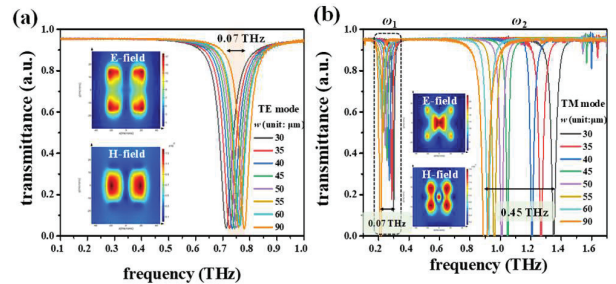 (a)
0.07 THz
1.0
0.8
0.6
0.4
0.2
0.0
transmittance (a.u.)
E-field
H-field
TE mode
w (unit: μm)
30
35
40
45
50
55
60
90
0.1 0.2 0.3 0.4 0.5 0.6 0.7 0.8 0.9 1.0
frequency (THz)
(b)
ω1
ω2
1.0
0.8
0.6
0.4
0.2
0.0
transmittance (a.u.)
E-field
H-field
TM mode
w (unit: μm)
30
35
40
45
50
55
60
90
0.07 THz
0.45 THz
0.2 0.4 0.6 0.8 1.0 1.2 1.4 1.6
frequency (THz)